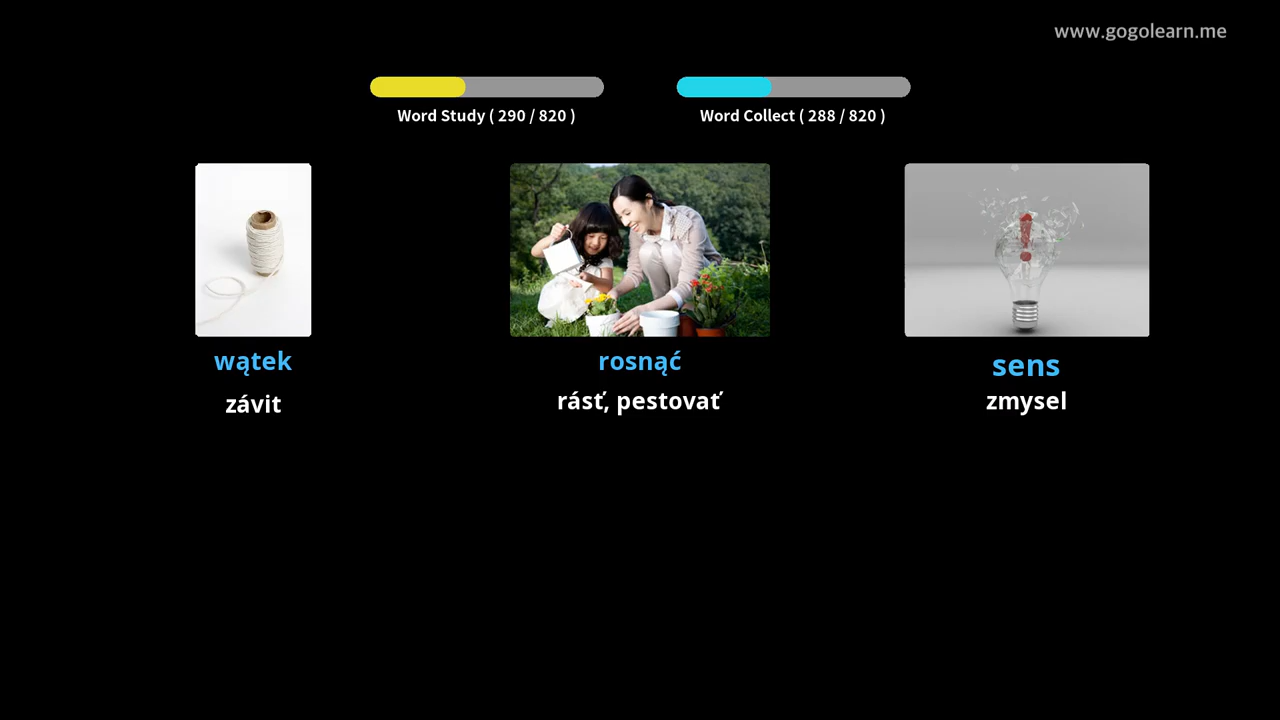 www.gogolearn.me
Word Study ( 290 / 820 )
Word Collect ( 288 / 820 )
wątek
rosnąć
sens
závit
rásť, pestovať
zmysel